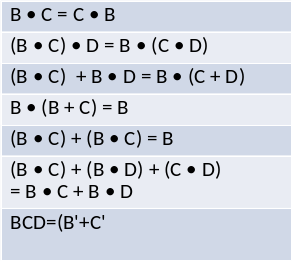 B • C = C • B
(B • C) • D = B • (C • D)
(B • C)  + B • D = B • (C + D)
B • (B + C) = B
(B • C) + (B • C) = B
(B • C) + (B • D) + (C • D)
= B • C + B • D
BCD=(B'+C'